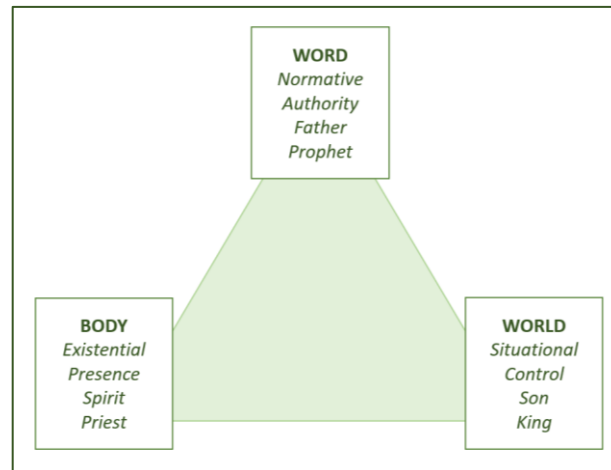 WORD
Normative
Authority
Father
Prophet
BODY
Existential
Presence
Spirit
Priest
WORLD
Situational
Control
Son
King